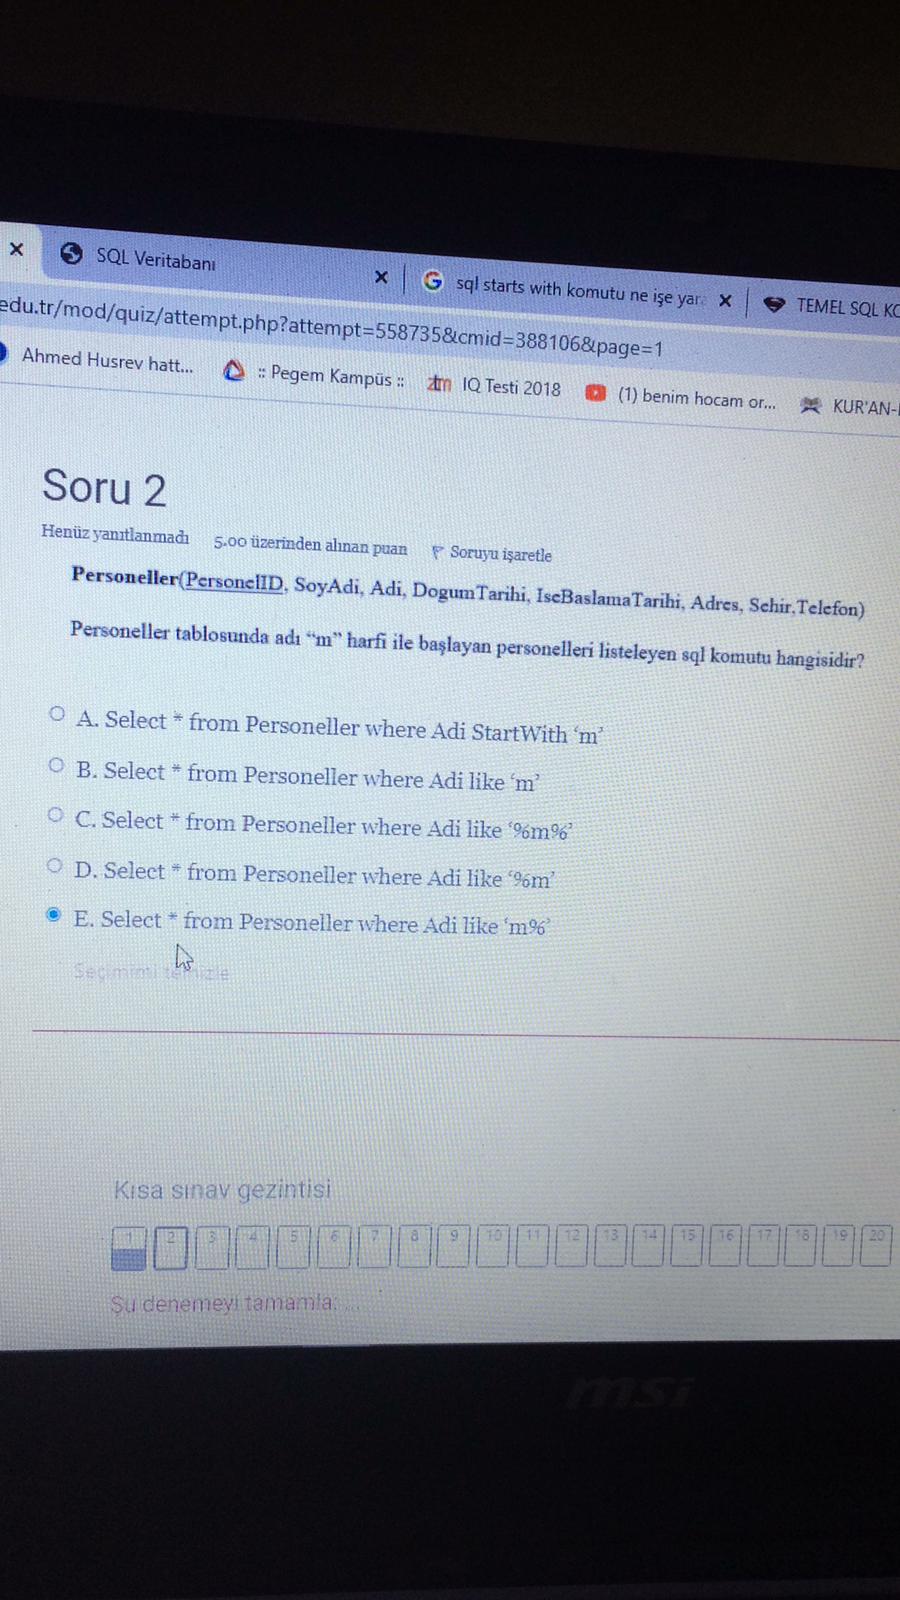 SQL Veritabanı
sql starts with komutu ne işe yar
TEMEL SQL KO
edu.tr/mod/quiz/attempt.php?attempt=558735&cmid=388106&page=1
Ahmed Husrev hatt...
:: Pegem Kampüs ::
ztm IQ Testi 2018
(1) benim hocam or...
KUR'AN-I
Soru 2
Henüz yanıtlanmadı 5.00 üzerinden alınan puan Soruyu işaretle
Personeller(PersonelID, SoyAdi, Adi, DogumTarihi, IseBaslamaTarihi, Adres, Sehir,Telefon)
Personeller tablosunda adı “m” harfi ile başlayan personelleri listeleyen sql komutu hangisidir?
A. Select * from Personeller where Adi StartWith ‘m’
B. Select * from Personeller where Adi like ‘m’
C. Select * from Personeller where Adi like ‘%m%’
D. Select * from Personeller where Adi like ‘%m’
E. Select * from Personeller where Adi like ‘m%’
Seçimimi temizle
Kısa sınav gezintisi
1 2 3 4 5 6 7 8 9 10 11 12 13 14 15 16 17 18 19 20
Şu denemeyi tamamla: ...
msi